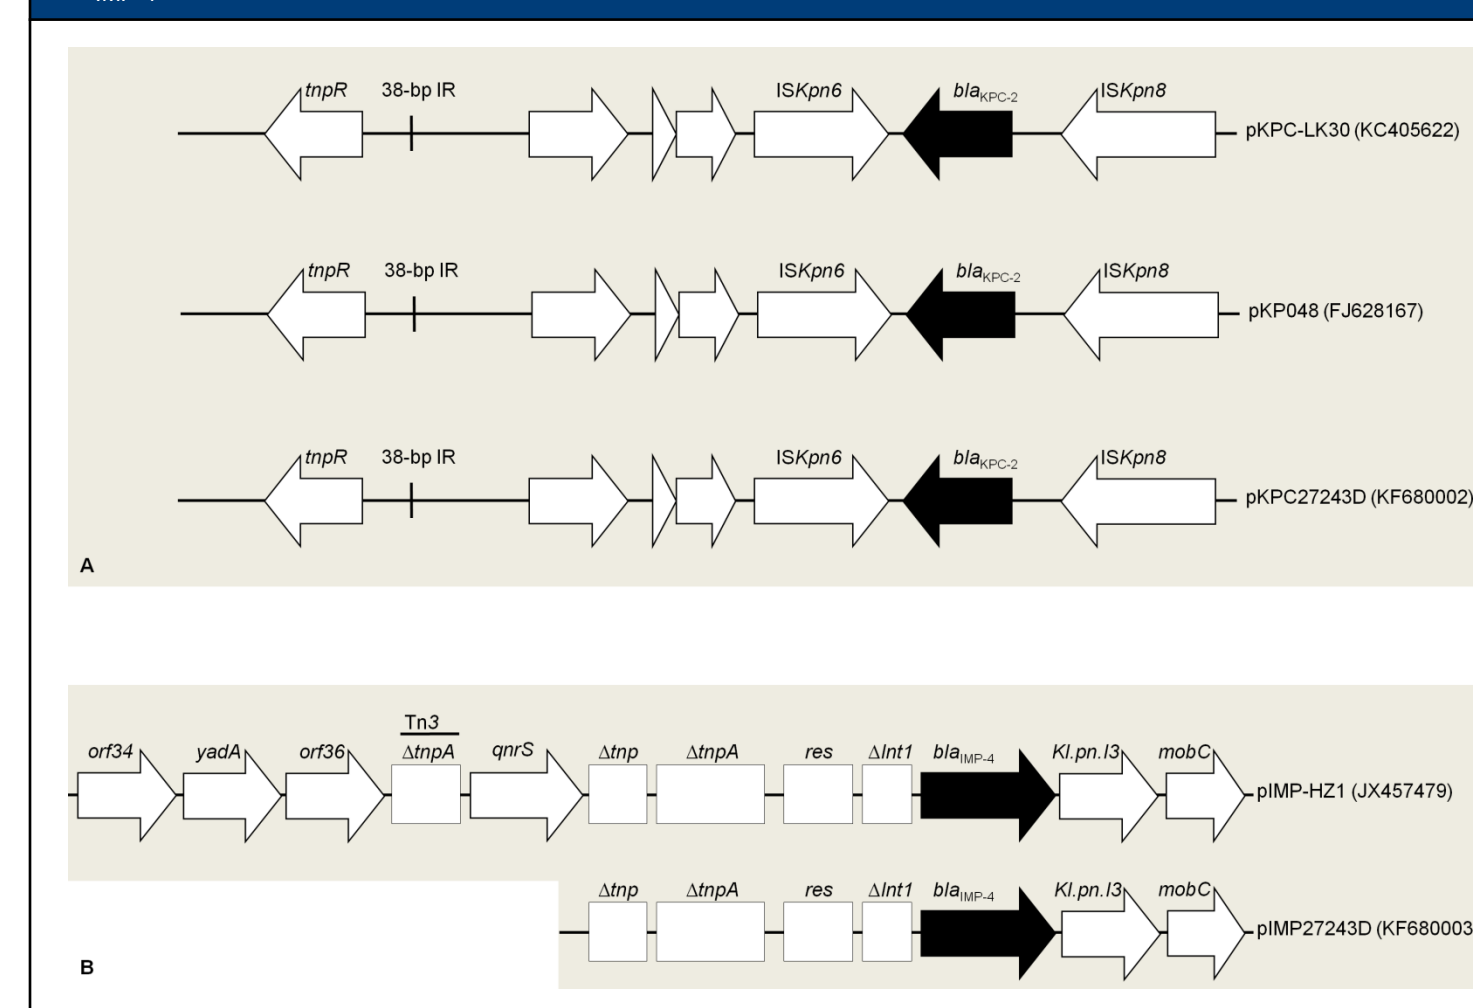 tnpR 38-bp IR ISKpn6 blaKPC-2 ISKpn8
pKPC-LK30 (KC405622)
tnpR 38-bp IR ISKpn6 blaKPC-2 ISKpn8
pKP048 (FJ628167)
tnpR 38-bp IR ISKpn6 blaKPC-2 ISKpn8
pKPC27243D (KF680002)
A
Tn3
orf34 yadA orf36 ΔtnpA qnrS Δtnp ΔtnpA res ΔInt1 blaIMP-4 Kl.pn.I3 mobC
pIMP-HZ1 (JX457479)
Δtnp ΔtnpA res ΔInt1 blaIMP-4 Kl.pn.I3 mobC
pIMP27243D (KF680003
B